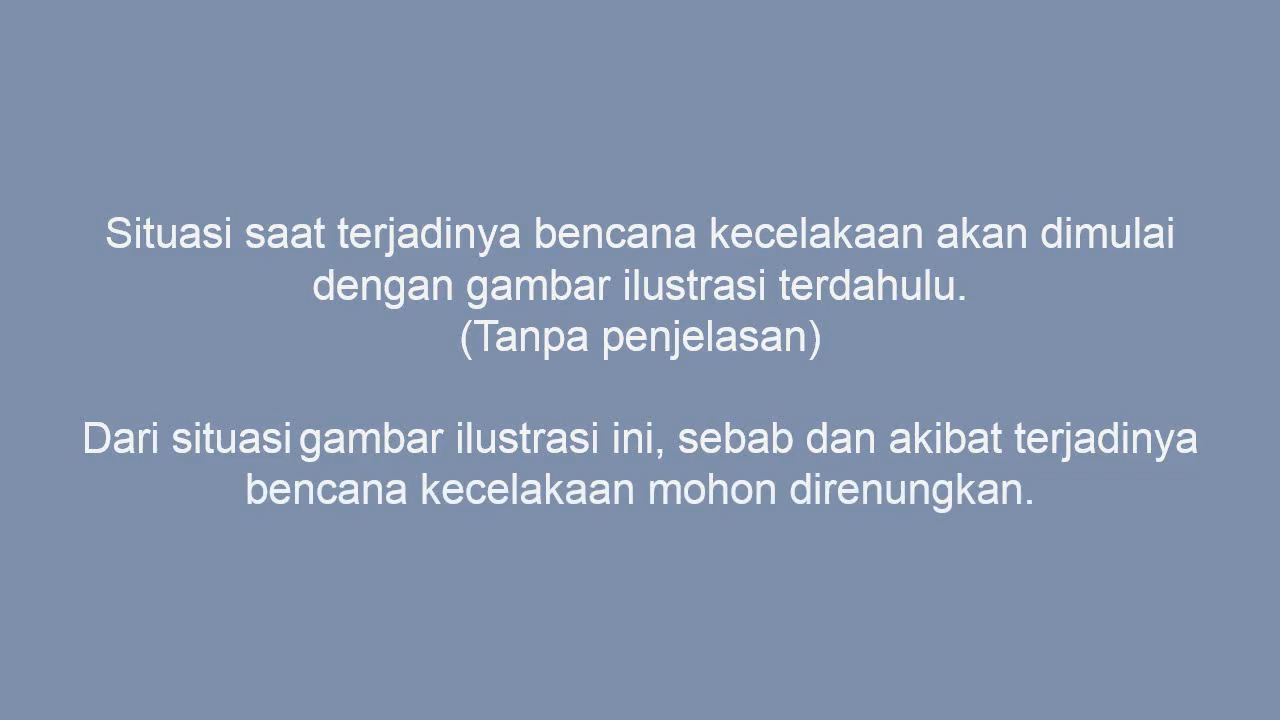 Situasi saat terjadinya bencana kecelakaan akan dimulai
dengan gambar ilustrasi terdahulu.
(Tanpa penjelasan)
Dari situasi gambar ilustrasi ini, sebab dan akibat terjadinya
bencana kecelakaan mohon direnungkan.